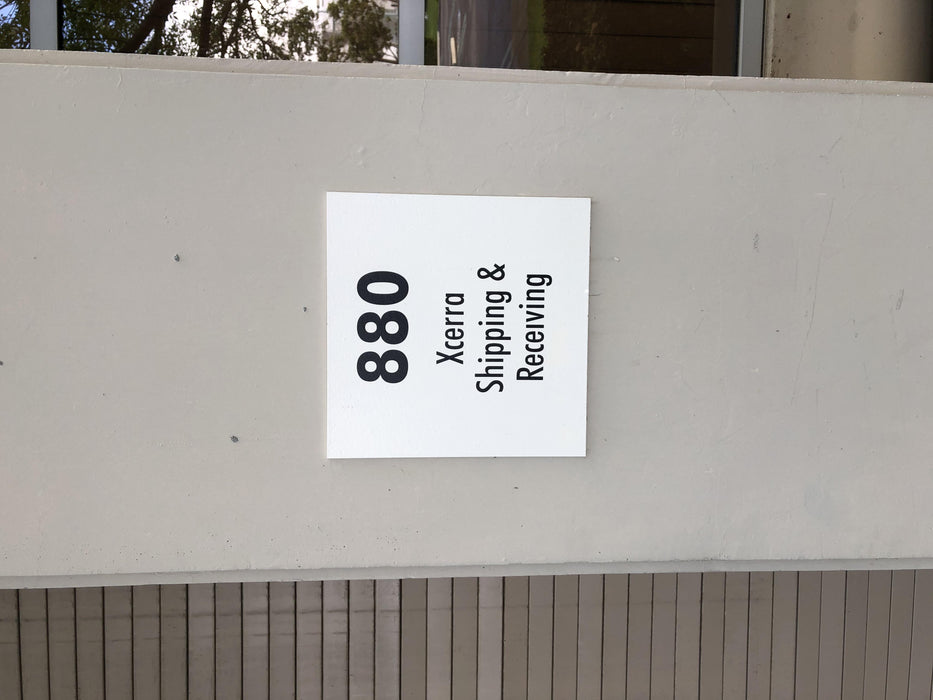 880
Xcerra
Shipping &
Receiving